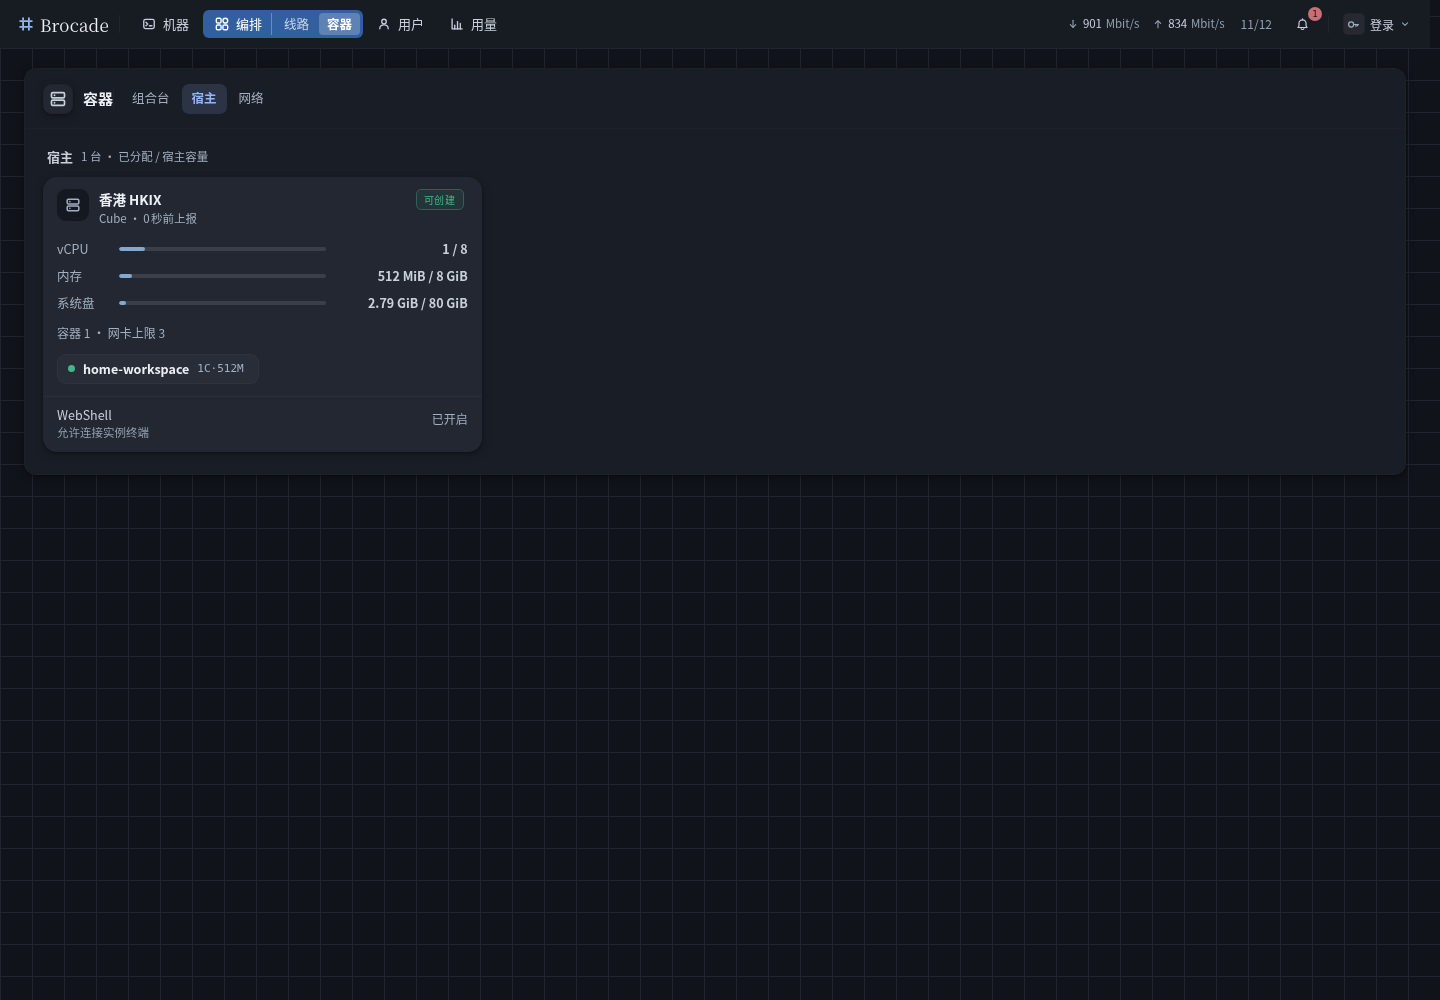 Brocade 机器 编排 线路 容器 用户 用量 ↓ 901 Mbit/s ↑ 834 Mbit/s 11/12 1 登录
容器 组合台 宿主 网络
宿主 1 台 · 已分配 / 宿主容量
香港 HKIX 可创建
Cube · 0秒前上报
vCPU 1 / 8
内存 512 MiB / 8 GiB
系统盘 2.79 GiB / 80 GiB
容器 1 · 网卡上限 3
home-workspace 1C·512M
WebShell 已开启
允许连接实例终端